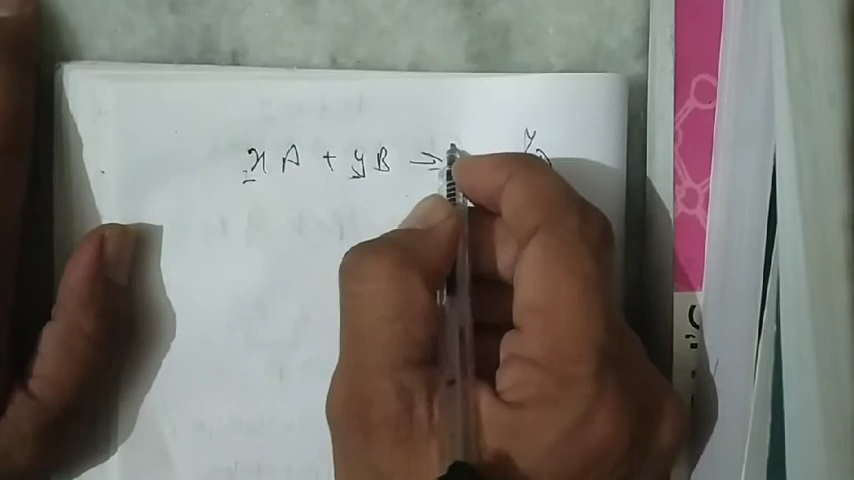 xA + yB →